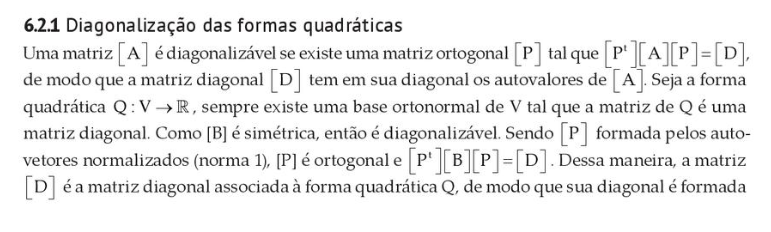 6.2.1 Diagonalização das formas quadráticas
Uma matriz [A] é diagonalizável se existe uma matriz ortogonal [P] tal que [Pᵗ][A][P]=[D],
de modo que a matriz diagonal [D] tem em sua diagonal os autovalores de [A]. Seja a forma
quadrática Q : V → ℝ, sempre existe uma base ortonormal de V tal que a matriz de Q é uma
matriz diagonal. Como [B] é simétrica, então é diagonalizável. Sendo [P] formada pelos auto-
vetores normalizados (norma 1), [P] é ortogonal e [Pᵗ][B][P]=[D]. Dessa maneira, a matriz
[D] é a matriz diagonal associada à forma quadrática Q, de modo que sua diagonal é formada